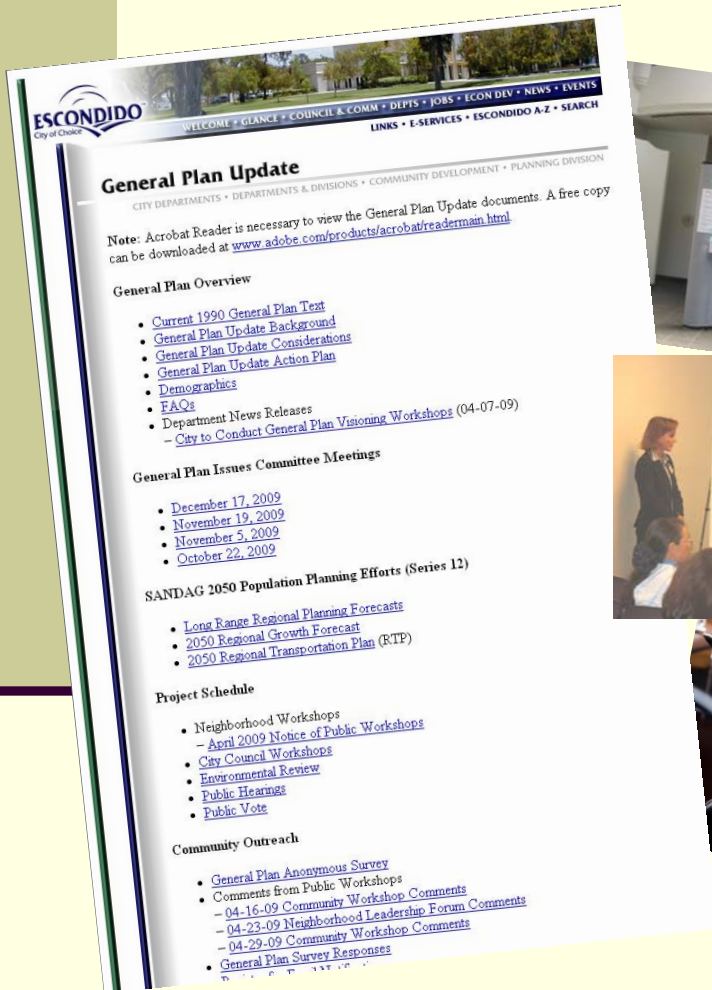 ESCONDIDO
City of Choice
WELCOME • GLANCE • COUNCIL & COMM • DEPTS • JOBS • ECON DEV • NEWS • EVENTS
LINKS • E-SERVICES • ESCONDIDO A-Z • SEARCH
General Plan Update
CITY DEPARTMENTS • DEPARTMENTS & DIVISIONS • COMMUNITY DEVELOPMENT • PLANNING DIVISION
Note: Acrobat Reader is necessary to view the General Plan Update documents. A free copy
can be downloaded at www.adobe.com/products/acrobat/readermain.html.
General Plan Overview
• Current 1990 General Plan Text
• General Plan Update Background
• General Plan Update Considerations
• General Plan Update Action Plan
• Demographics
• FAQs
• Department News Releases
– City to Conduct General Plan Visioning Workshops (04-07-09)
General Plan Issues Committee Meetings
• December 17, 2009
• November 19, 2009
• November 5, 2009
• October 22, 2009
SANDAG 2050 Population Planning Efforts (Series 12)
• Long Range Regional Planning Forecasts
• 2050 Regional Growth Forecast
• 2050 Regional Transportation Plan (RTP)
Project Schedule
• Neighborhood Workshops
– April 2009 Notice of Public Workshops
• City Council Workshops
• Environmental Review
• Public Hearings
• Public Vote
Community Outreach
• General Plan Anonymous Survey
• Comments from Public Workshops
– 04-16-09 Community Workshop Comments
– 04-23-09 Neighborhood Leadership Forum Comments
– 04-29-09 Community Workshop Comments
• General Plan Survey Responses